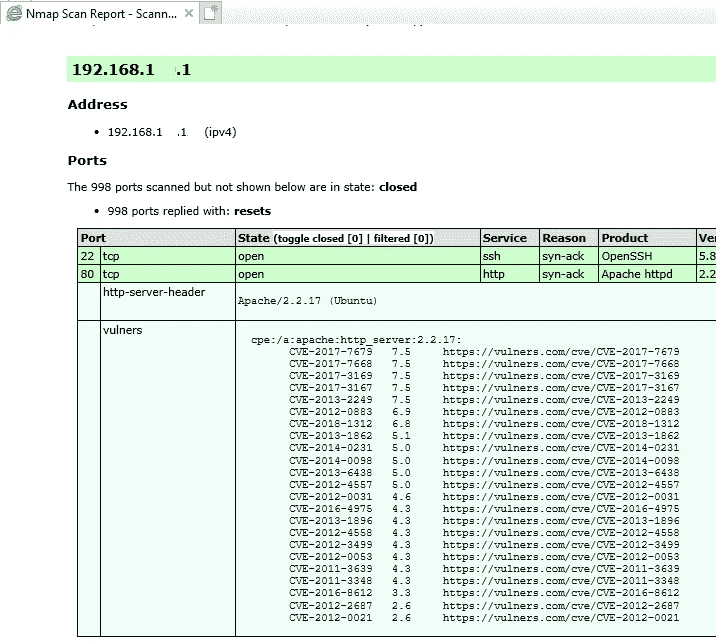 Nmap Scan Report - Scann...
192.168.1 .1
Address
192.168.1 .1 (ipv4)
Ports
The 998 ports scanned but not shown below are in state: closed
998 ports replied with: resets
Port State (toggle closed [0] | filtered [0]) Service Reason Product Ve
22 tcp open ssh syn-ack OpenSSH 5.8
80 tcp open http syn-ack Apache httpd 2.2
http-server-header Apache/2.2.17 (Ubuntu)
vulners
cpe:/a:apache:http_server:2.2.17:
CVE-2017-7679 7.5 https://vulners.com/cve/CVE-2017-7679
CVE-2017-7668 7.5 https://vulners.com/cve/CVE-2017-7668
CVE-2017-3169 7.5 https://vulners.com/cve/CVE-2017-3169
CVE-2017-3167 7.5 https://vulners.com/cve/CVE-2017-3167
CVE-2013-2249 7.5 https://vulners.com/cve/CVE-2013-2249
CVE-2012-0883 6.9 https://vulners.com/cve/CVE-2012-0883
CVE-2018-1312 6.8 https://vulners.com/cve/CVE-2018-1312
CVE-2013-1862 5.1 https://vulners.com/cve/CVE-2013-1862
CVE-2014-0231 5.0 https://vulners.com/cve/CVE-2014-0231
CVE-2014-0098 5.0 https://vulners.com/cve/CVE-2014-0098
CVE-2013-6438 5.0 https://vulners.com/cve/CVE-2013-6438
CVE-2012-4557 5.0 https://vulners.com/cve/CVE-2012-4557
CVE-2012-0031 4.6 https://vulners.com/cve/CVE-2012-0031
CVE-2016-4975 4.3 https://vulners.com/cve/CVE-2016-4975
CVE-2013-1896 4.3 https://vulners.com/cve/CVE-2013-1896
CVE-2012-4558 4.3 https://vulners.com/cve/CVE-2012-4558
CVE-2012-3499 4.3 https://vulners.com/cve/CVE-2012-3499
CVE-2012-0053 4.3 https://vulners.com/cve/CVE-2012-0053
CVE-2011-3639 4.3 https://vulners.com/cve/CVE-2011-3639
CVE-2011-3348 4.3 https://vulners.com/cve/CVE-2011-3348
CVE-2016-8612 3.3 https://vulners.com/cve/CVE-2016-8612
CVE-2012-2687 2.6 https://vulners.com/cve/CVE-2012-2687
CVE-2012-0021 2.6 https://vulners.com/cve/CVE-2012-0021